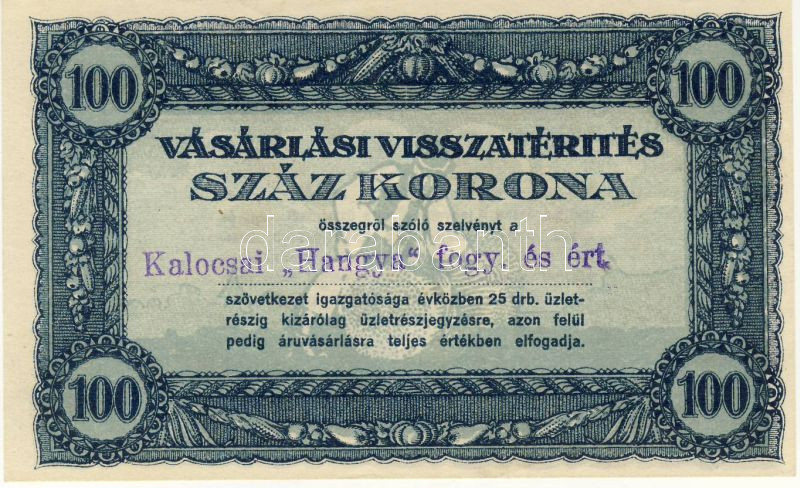 100 100
VÁSÁRLÁSI VISSZATÉRITÉS
SZÁZ KORONA
összegről szóló szelvényt a
darabanth
Kalocsai „Hangya“ fogy. és ért.
szövetkezet igazgatósága évközben 25 drb. üzlet-
részig kizárólag üzletrészjegyzésre, azon felül
pedig áruvásárlásra teljes értékben elfogadja.
100 100